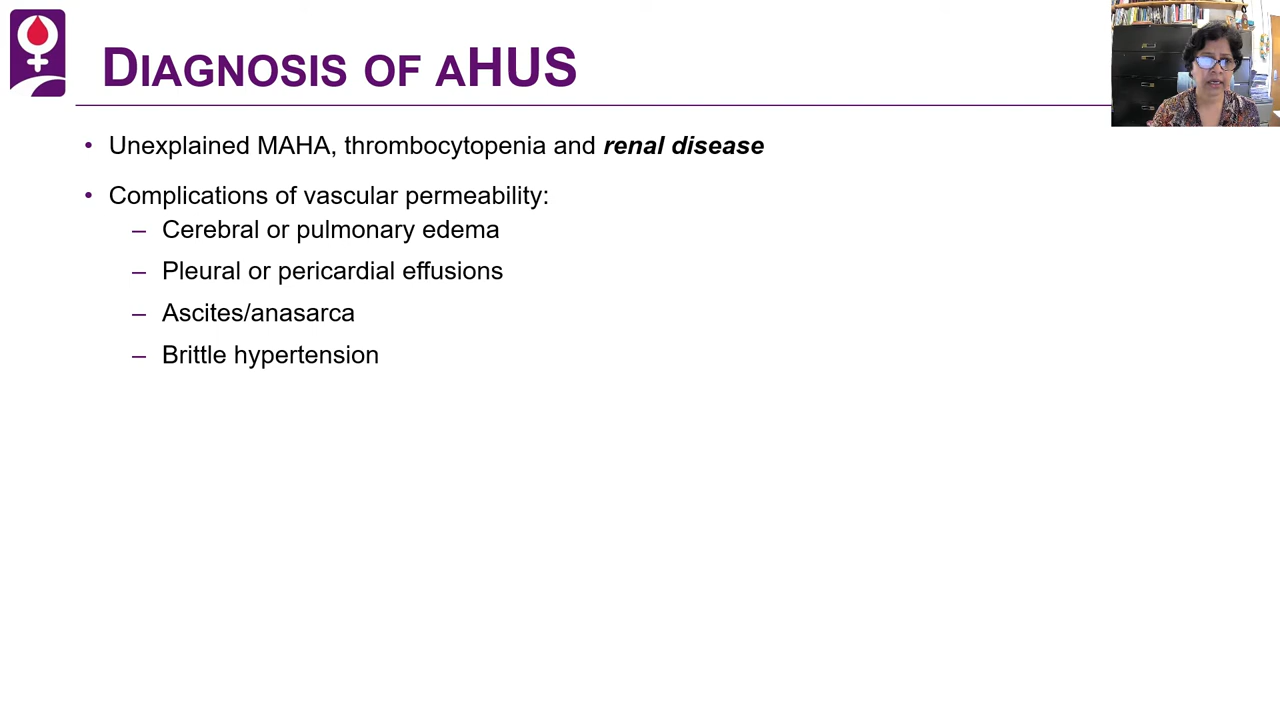 DIAGNOSIS OF AHUS
• Unexplained MAHA, thrombocytopenia and renal disease
• Complications of vascular permeability:
– Cerebral or pulmonary edema
– Pleural or pericardial effusions
– Ascites/anasarca
– Brittle hypertension